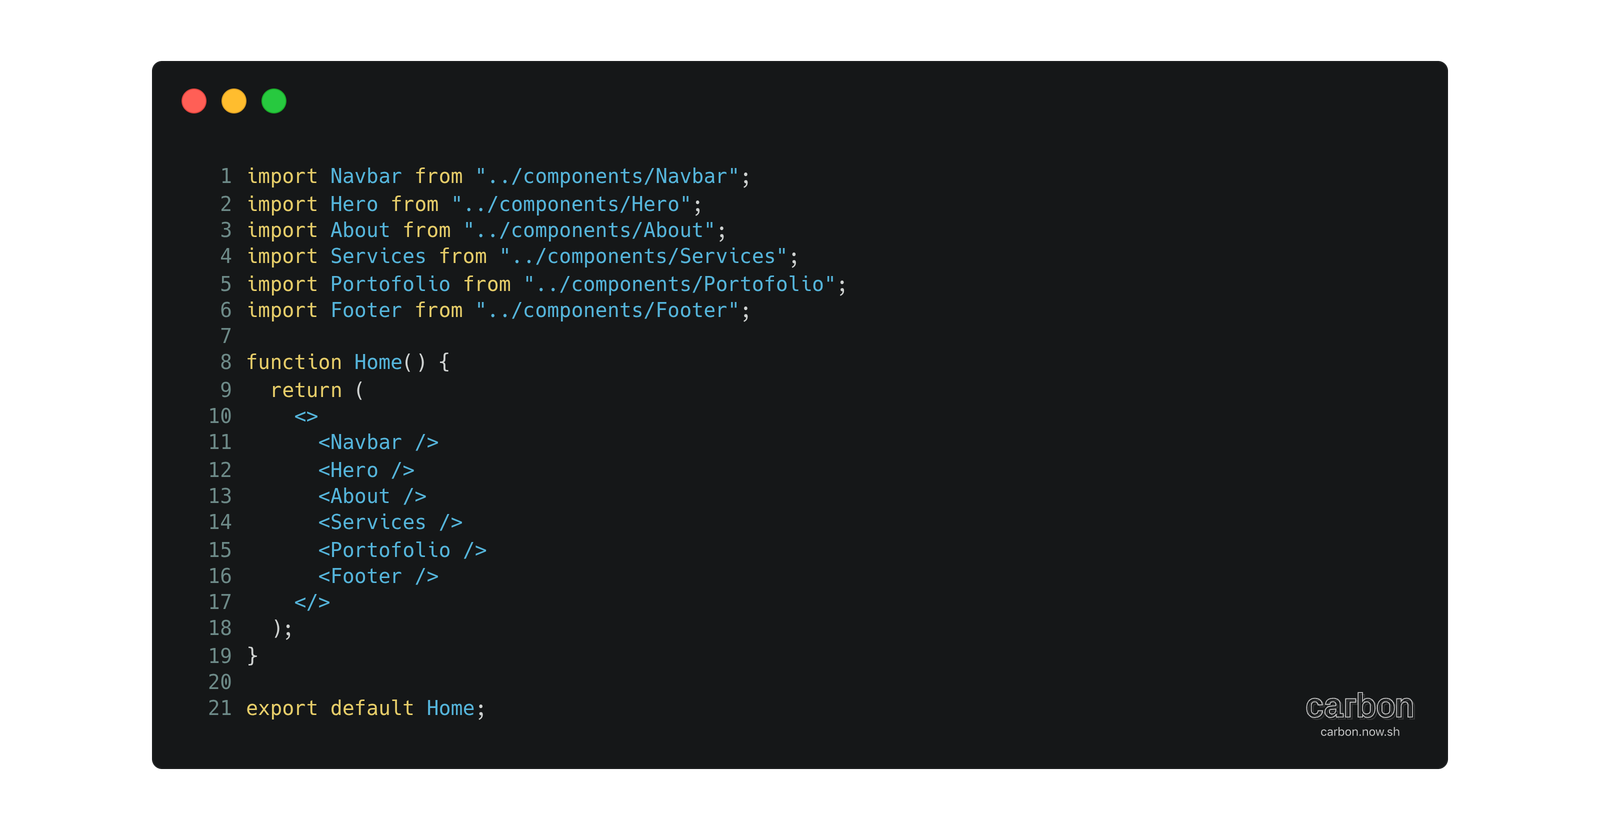 1 import Navbar from "../components/Navbar";
2 import Hero from "../components/Hero";
3 import About from "../components/About";
4 import Services from "../components/Services";
5 import Portofolio from "../components/Portofolio";
6 import Footer from "../components/Footer";
7
8 function Home() {
9   return (
10     <>
11       <Navbar />
12       <Hero />
13       <About />
14       <Services />
15       <Portofolio />
16       <Footer />
17     </>
18   );
19 }
20
21 export default Home;
carbon
carbon.now.sh